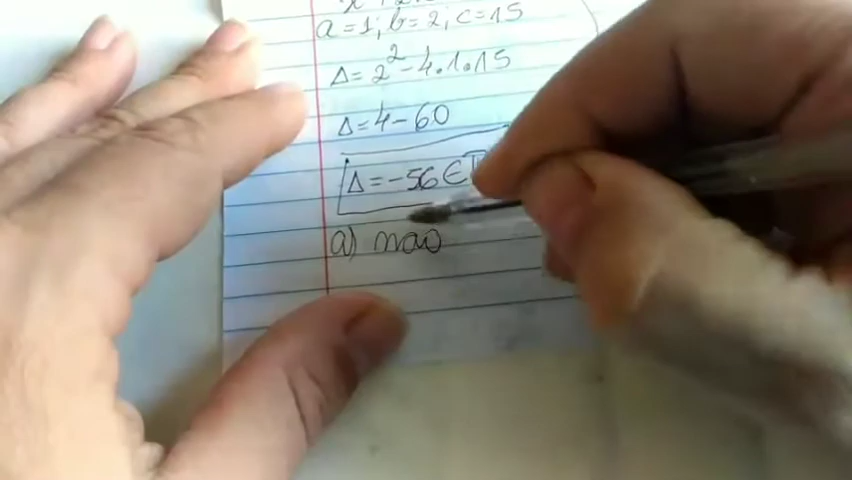 a=1; b=2, c=15
Δ=2²-4.1.15
Δ=4-60
Δ=-56 ∈
a) nao